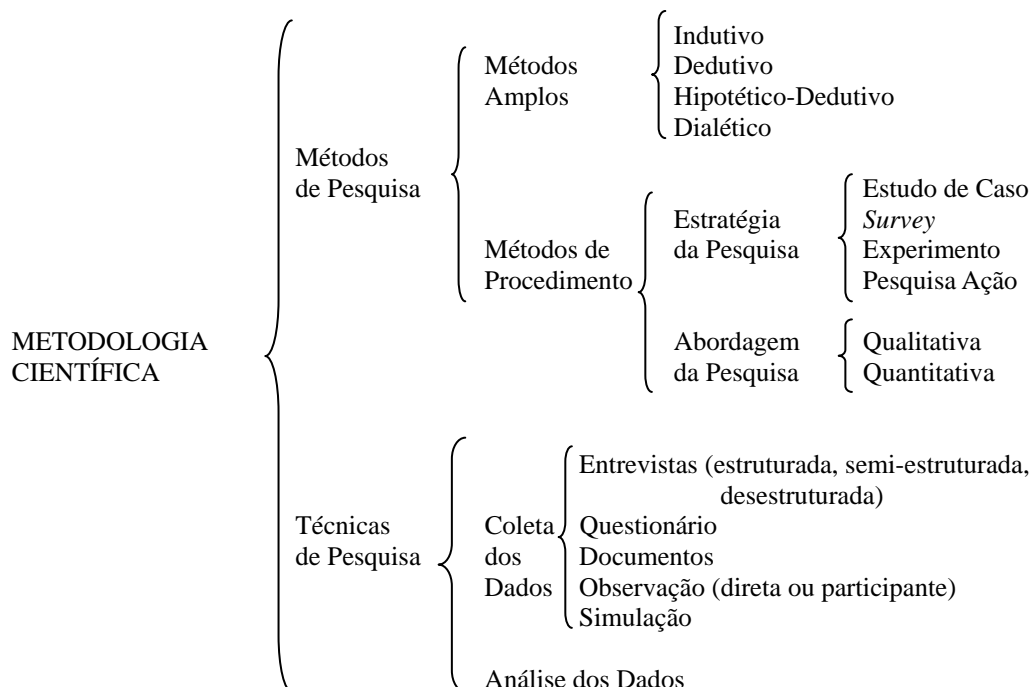 METODOLOGIA
CIENTÍFICA
Métodos
de Pesquisa
Métodos
Amplos
Indutivo
Dedutivo
Hipotético-Dedutivo
Dialético
Métodos de
Procedimento
Estratégia
da Pesquisa
Estudo de Caso
Survey
Experimento
Pesquisa Ação
Abordagem
da Pesquisa
Qualitativa
Quantitativa
Técnicas
de Pesquisa
Coleta
dos
Dados
Entrevistas (estruturada, semi-estruturada,
desestruturada)
Questionário
Documentos
Observação (direta ou participante)
Simulação
Análise dos Dados